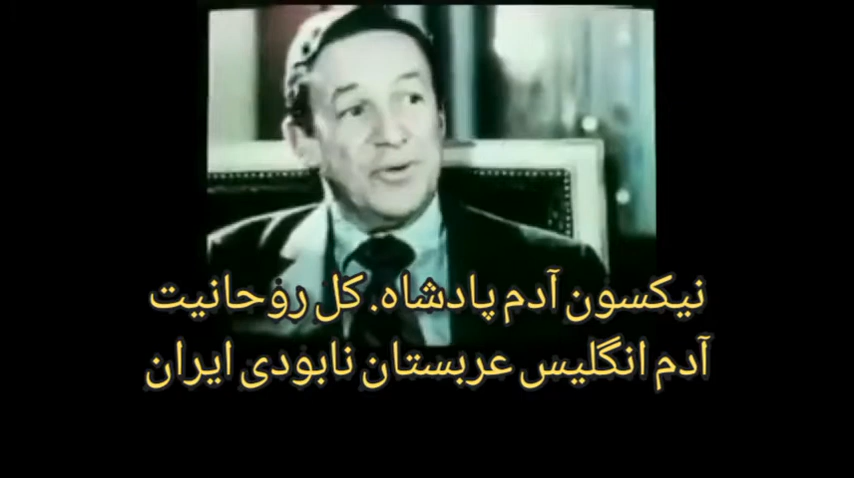 نیکسون آدم پادشاه. کل روحانیت
آدم انگلیس عربستان نابودی ایران